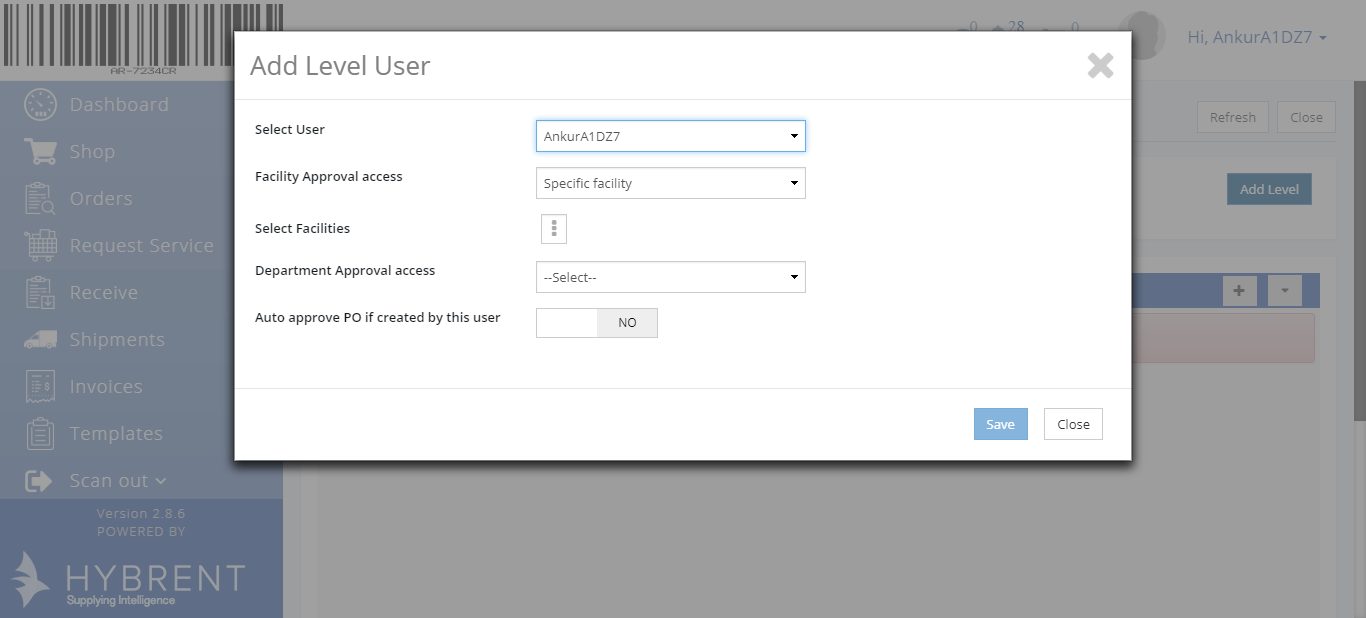 AR-7234CR
0 28 0
Hi, AnkurA1DZ7
Dashboard
Shop
Orders
Request Service
Receive
Shipments
Invoices
Templates
Scan out
Version 2.8.6
POWERED BY
HYBRENT
Supplying Intelligence
Refresh Close
Add Level
Add Level User
Select User AnkurA1DZ7
Facility Approval access Specific facility
Select Facilities
Department Approval access --Select--
Auto approve PO if created by this user NO
Save Close